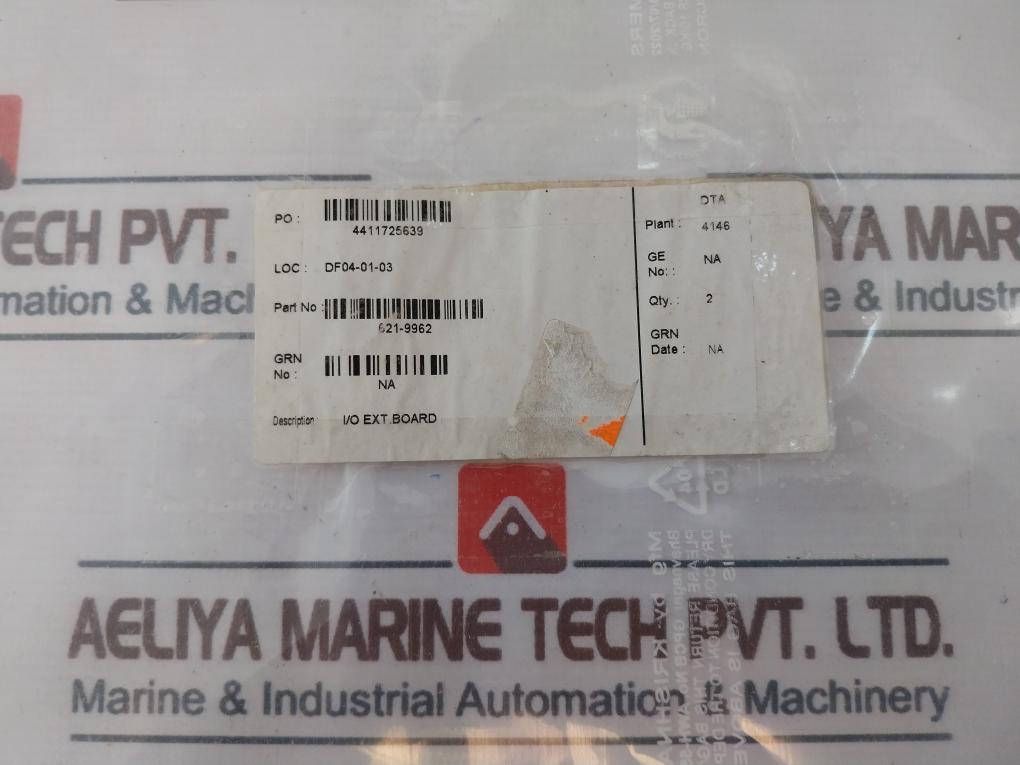 TECH PVT.
mation & Mach
YA MAR
e & Industr
PO : 4411725639
LOC : DF04-01-03
Part No : 621-9962
GRN No : NA
Description: I/O EXT.BOARD
DTA
Plant : 4146
GE No: : NA
Qty. : 2
GRN Date : NA
AELIYA MARINE TECH PVT. LTD.
Marine & Industrial Automation & Machinery